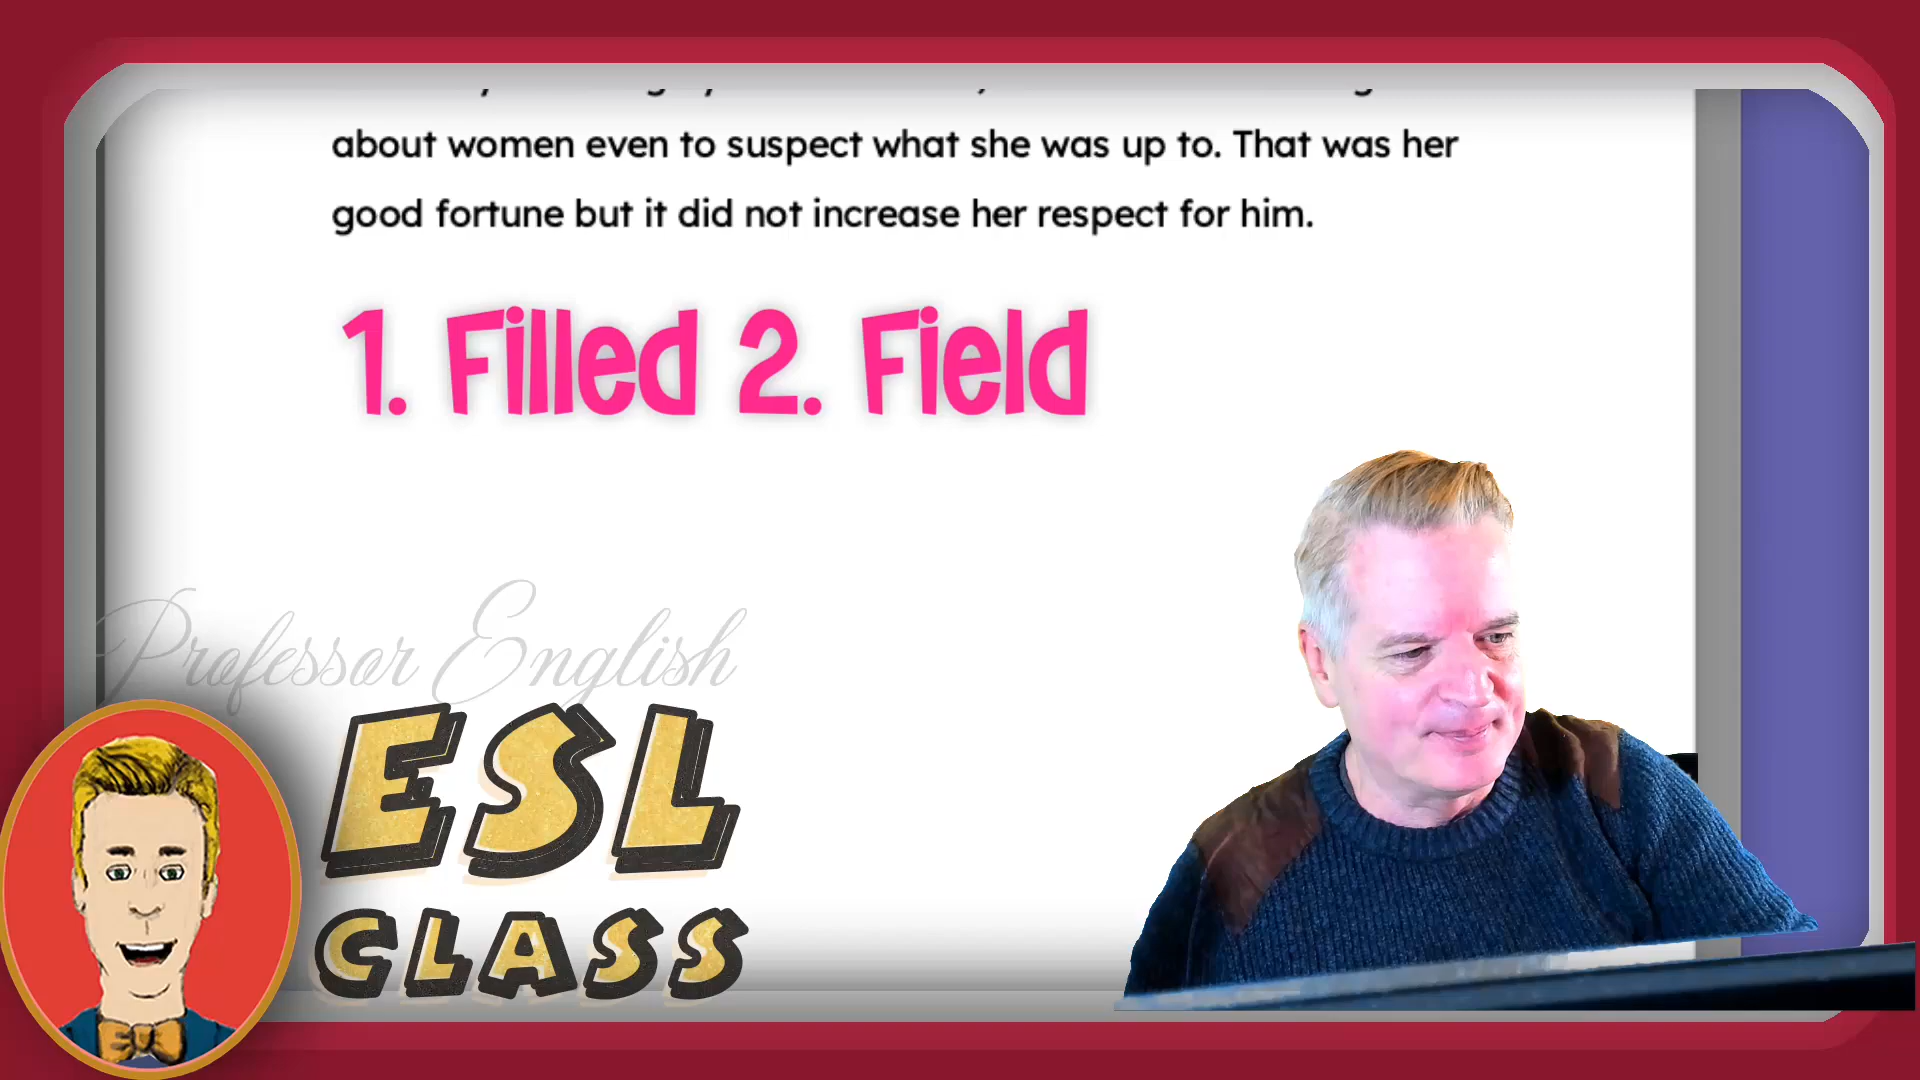 about women even to suspect what she was up to. That was her
good fortune but it did not increase her respect for him.
1. Filled 2. Field
Professor English
ESL
CLASS